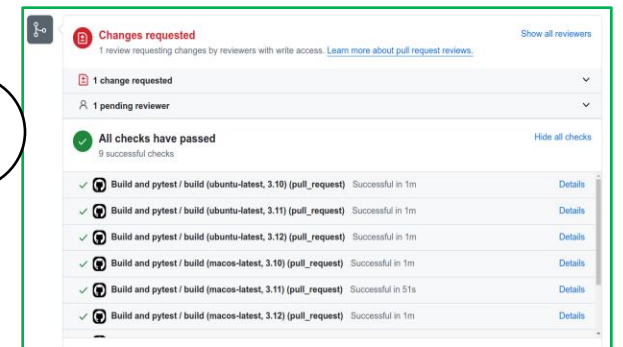 Changes requested
Show all reviewers
1 review requesting changes by reviewers with write access. Learn more about pull request reviews.
1 change requested
1 pending reviewer
All checks have passed
Hide all checks
9 successful checks
Build and pytest / build (ubuntu-latest, 3.10) (pull_request) Successful in 1m Details
Build and pytest / build (ubuntu-latest, 3.11) (pull_request) Successful in 1m Details
Build and pytest / build (ubuntu-latest, 3.12) (pull_request) Successful in 1m Details
Build and pytest / build (macos-latest, 3.10) (pull_request) Successful in 1m Details
Build and pytest / build (macos-latest, 3.11) (pull_request) Successful in 51s Details
Build and pytest / build (macos-latest, 3.12) (pull_request) Successful in 1m Details